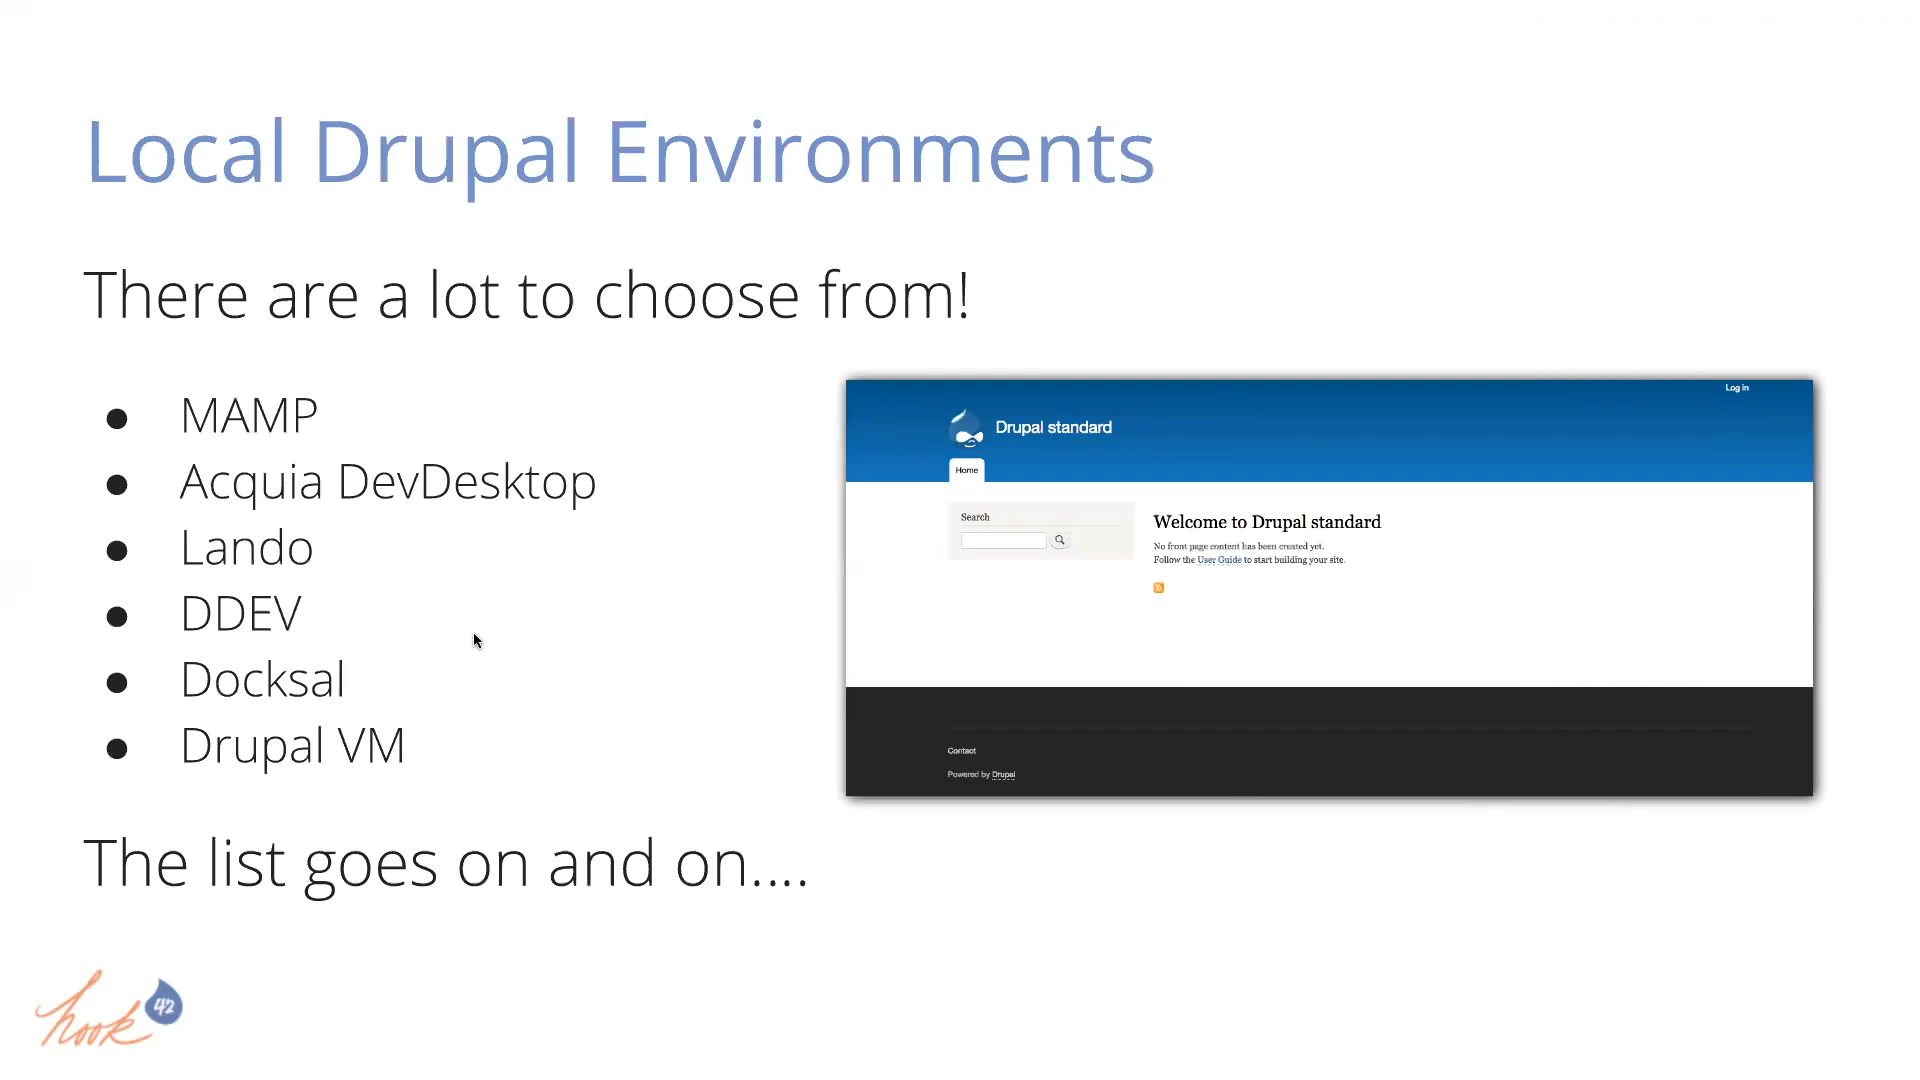 Local Drupal Environments
There are a lot to choose from!
● MAMP
● Acquia DevDesktop
● Lando
● DDEV
● Docksal
● Drupal VM
The list goes on and on....
Log in
Drupal standard
Home
Search
Welcome to Drupal standard
No front page content has been created yet.
Follow the User Guide to start building your site.
Contact
Powered by Drupal
hook 42